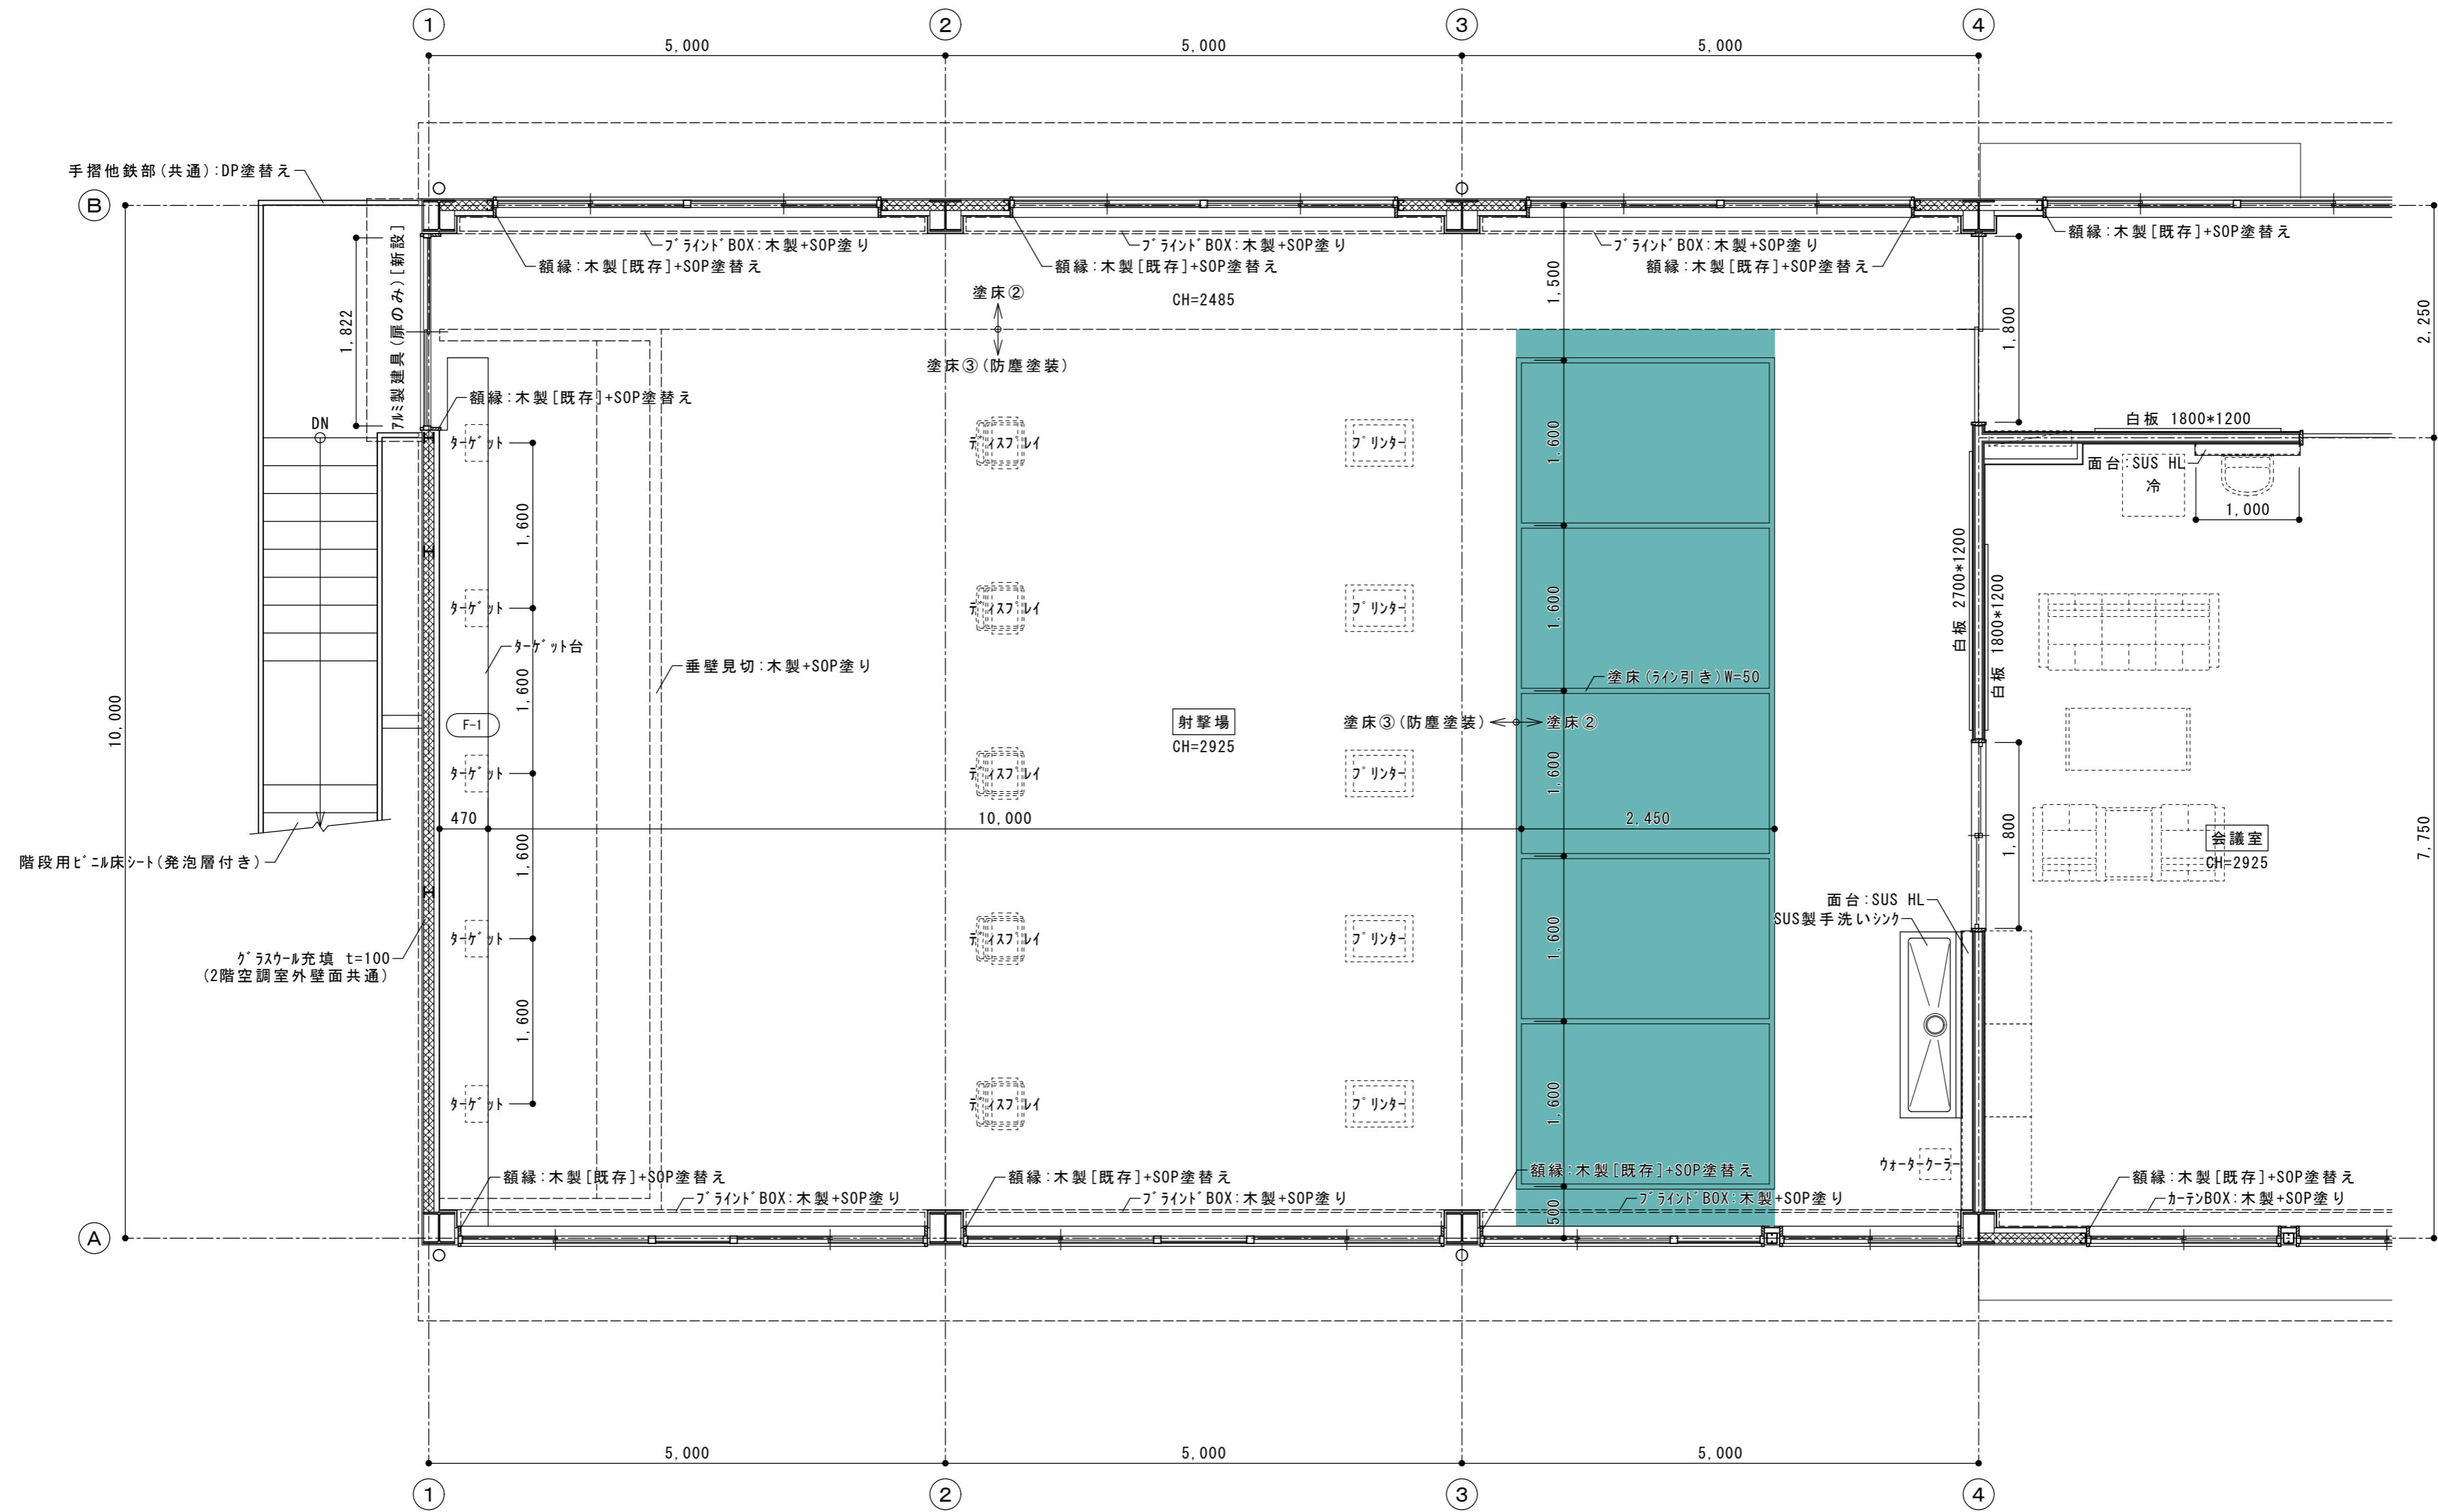 1
2
3
4
5,000
5,000
5,000
手摺他鉄部(共通):DP塗替え
B
ブラインドBOX:木製+SOP塗り
ブラインドBOX:木製+SOP塗り
ブラインドBOX:木製+SOP塗り
額縁:木製[既存]+SOP塗替え
額縁:木製[既存]+SOP塗替え
額縁:木製[既存]+SOP塗替え
額縁:木製[既存]+SOP塗替え
アルミ製建具(扉のみ)[新設]
1,822
塗床②
CH=2485
1,500
1,800
2,250
塗床③(防塵塗装)
額縁:木製[既存]+SOP塗替え
DN
白板 1800*1200
ターゲット
ディスプレイ
プリンター
1,600
面台:SUS HL
冷
1,000
1,600
白板 2700*1200
白板 1800*1200
ターゲット
ディスプレイ
プリンター
1,600
ターゲット台
垂壁見切:木製+SOP塗り
塗床(ライン引き)W=50
10,000
1,600
F-1
射撃場
CH=2925
塗床③(防塵塗装)
塗床②
ターゲット
ディスプレイ
プリンター
1,600
470
10,000
2,450
1,800
会議室
CH=2925
7,750
階段用ビニル床シート(発泡層付き)
1,600
面台:SUS HL
SUS製手洗いシンク
ターゲット
ディスプレイ
プリンター
1,600
グラスウール充填 t=100
(2階空調室外壁面共通)
1,600
ターゲット
ディスプレイ
プリンター
1,600
ウォータークーラー
額縁:木製[既存]+SOP塗替え
額縁:木製[既存]+SOP塗替え
額縁:木製[既存]+SOP塗替え
額縁:木製[既存]+SOP塗替え
ブラインドBOX:木製+SOP塗り
ブラインドBOX:木製+SOP塗り
ブラインドBOX:木製+SOP塗り
カーテンBOX:木製+SOP塗り
500
A
5,000
5,000
5,000
1
2
3
4